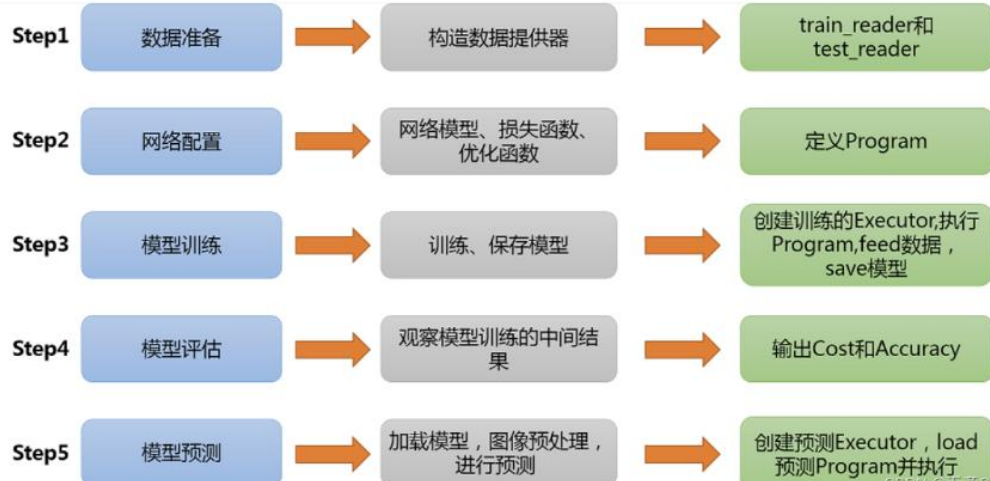 Step1
数据准备
构造数据提供器
train_reader和
test_reader
Step2
网络配置
网络模型、损失函数、
优化函数
定义Program
Step3
模型训练
训练、保存模型
创建训练的Executor,执行
Program,feed数据，
save模型
Step4
模型评估
观察模型训练的中间结
果
输出Cost和Accuracy
Step5
模型预测
加载模型，图像预处理，
进行预测
创建预测Executor，load
预测Program并执行